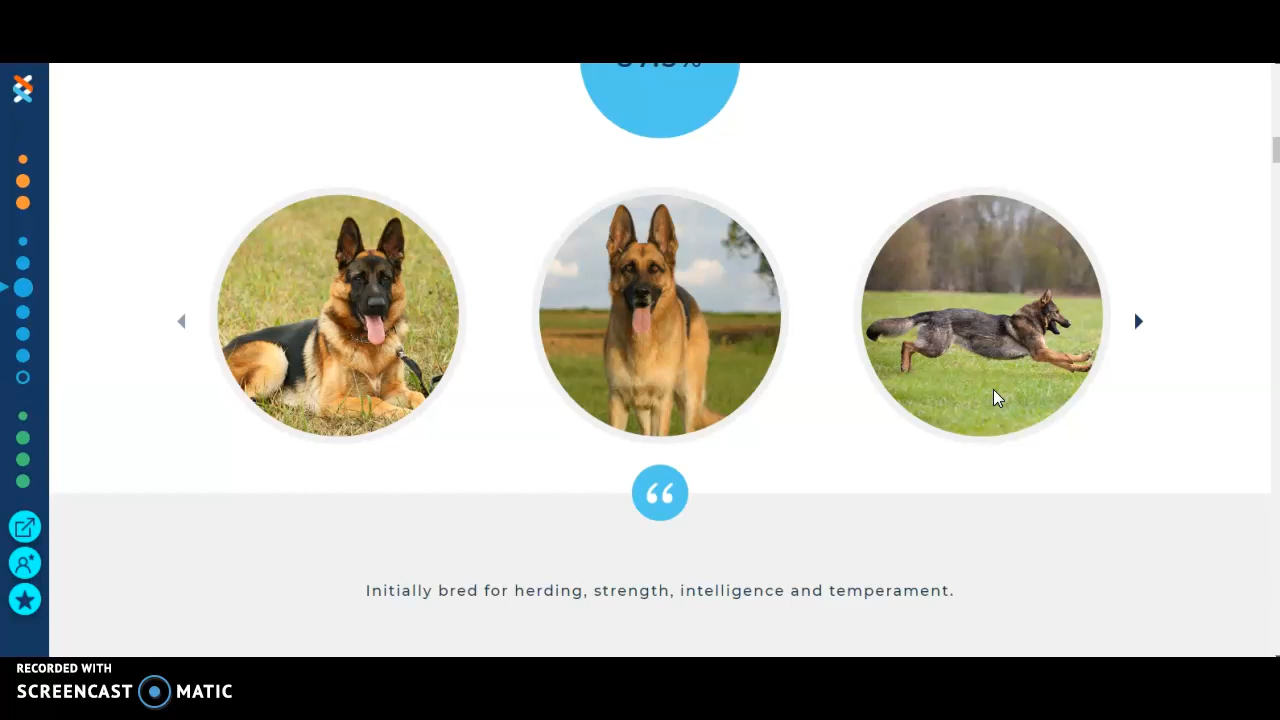 Initially bred for herding, strength, intelligence and temperament.
RECORDED WITH
SCREENCAST MATIC